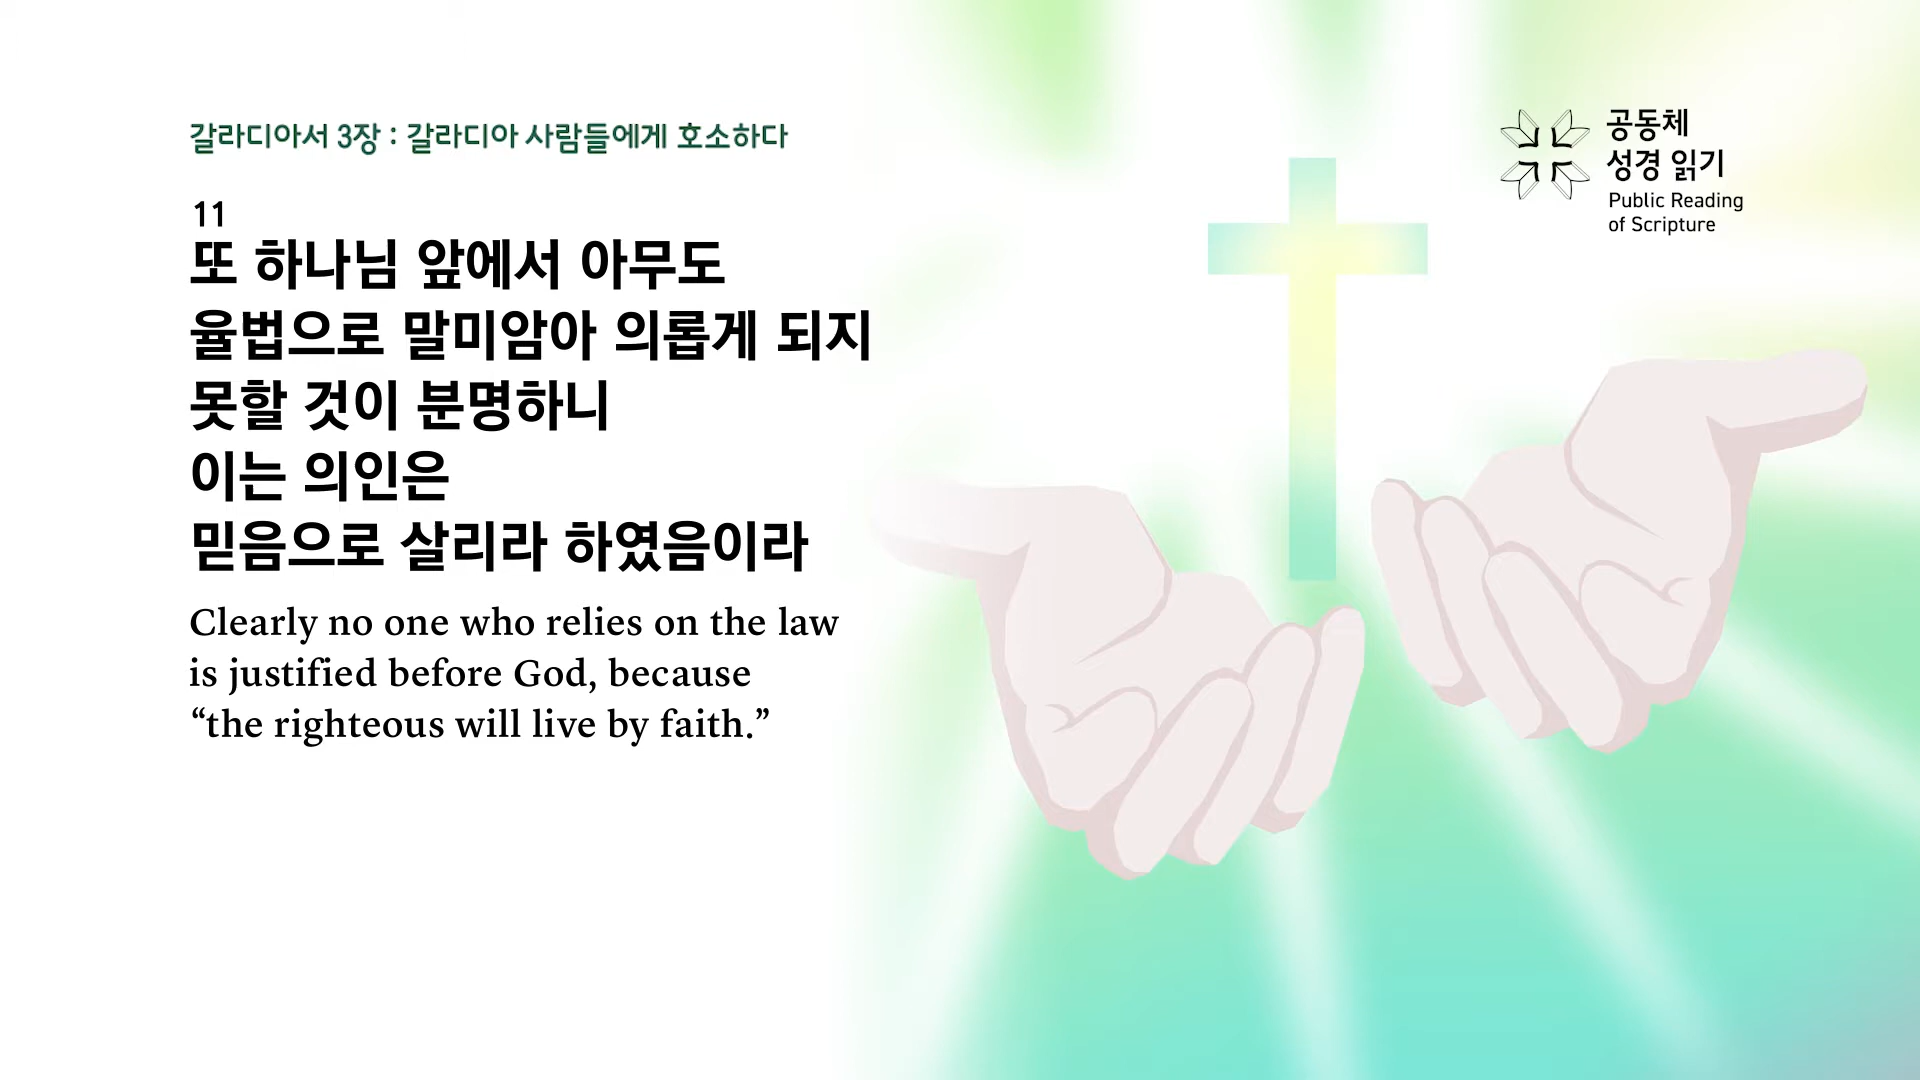 갈라디아서 3장 : 갈라디아 사람들에게 호소하다
공동체
성경 읽기
Public Reading
of Scripture
11
또 하나님 앞에서 아무도
율법으로 말미암아 의롭게 되지
못할 것이 분명하니
이는 의인은
믿음으로 살리라 하였음이라
Clearly no one who relies on the law
is justified before God, because
“the righteous will live by faith.”